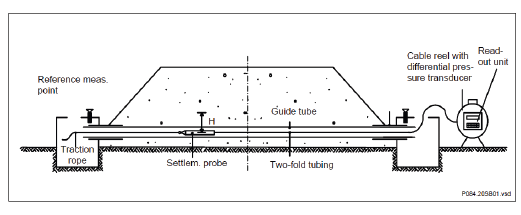 Cable reel with
differential pres-
sure transducer
Read-
out unit
Reference meas.
point
Guide tube
H
Traction
rope
Settlem. probe
Two-fold tubing
P084.209B01.vsd